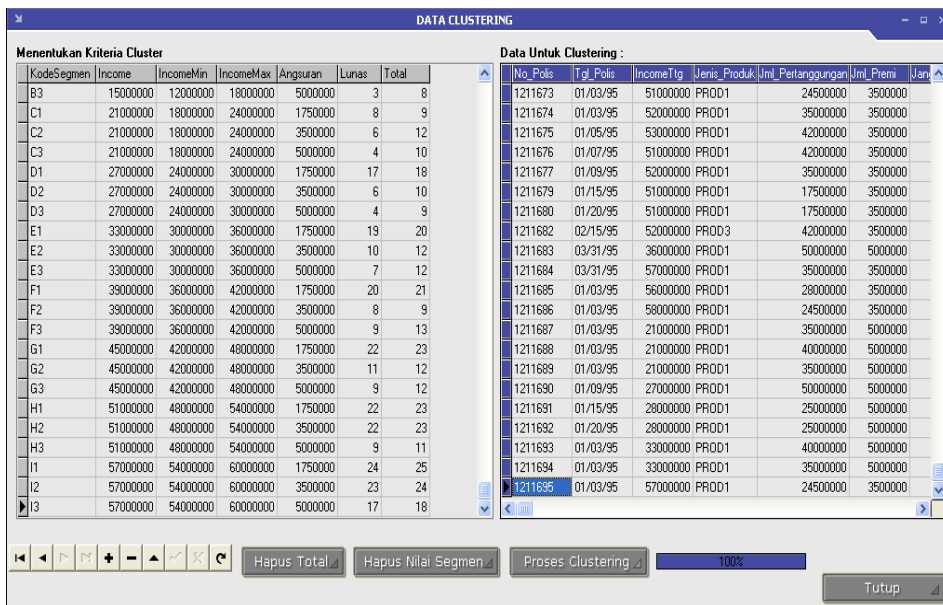 DATA CLUSTERING
Menentukan Kriteria Cluster
KodeSegmen Income IncomeMin IncomeMax Angsuran Lunas Total
B3 15000000 12000000 18000000 5000000 3 8
C1 21000000 18000000 24000000 1750000 8 9
C2 21000000 18000000 24000000 3500000 6 12
C3 21000000 18000000 24000000 5000000 4 10
D1 27000000 24000000 30000000 1750000 17 18
D2 27000000 24000000 30000000 3500000 6 10
D3 27000000 24000000 30000000 5000000 4 9
E1 33000000 30000000 36000000 1750000 19 20
E2 33000000 30000000 36000000 3500000 10 12
E3 33000000 30000000 36000000 5000000 7 12
F1 39000000 36000000 42000000 1750000 20 21
F2 39000000 36000000 42000000 3500000 8 9
F3 39000000 36000000 42000000 5000000 9 13
G1 45000000 42000000 48000000 1750000 22 23
G2 45000000 42000000 48000000 3500000 11 12
G3 45000000 42000000 48000000 5000000 9 12
H1 51000000 48000000 54000000 1750000 22 23
H2 51000000 48000000 54000000 3500000 22 23
H3 51000000 48000000 54000000 5000000 9 11
I1 57000000 54000000 60000000 1750000 24 25
I2 57000000 54000000 60000000 3500000 23 24
I3 57000000 54000000 60000000 5000000 17 18
Data Untuk Clustering :
No_Polis Tgl_Polis IncomeTtg Jenis_Produk Jml_Pertanggungan Jml_Premi Jang
1211673 01/03/95 51000000 PROD1 24500000 3500000
1211674 01/03/95 52000000 PROD1 35000000 3500000
1211675 01/05/95 53000000 PROD1 42000000 3500000
1211676 01/07/95 51000000 PROD1 42000000 3500000
1211677 01/09/95 52000000 PROD1 35000000 3500000
1211679 01/15/95 51000000 PROD1 17500000 3500000
1211680 01/20/95 51000000 PROD1 17500000 3500000
1211682 02/15/95 52000000 PROD3 42000000 3500000
1211683 03/31/95 36000000 PROD1 50000000 5000000
1211684 03/31/95 57000000 PROD1 35000000 3500000
1211685 01/03/95 56000000 PROD1 28000000 3500000
1211686 01/03/95 58000000 PROD1 24500000 3500000
1211687 01/03/95 21000000 PROD1 35000000 5000000
1211688 01/03/95 21000000 PROD1 40000000 5000000
1211689 01/03/95 21000000 PROD1 35000000 5000000
1211690 01/09/95 27000000 PROD1 50000000 5000000
1211691 01/15/95 28000000 PROD1 25000000 5000000
1211692 01/20/95 28000000 PROD1 25000000 5000000
1211693 01/03/95 33000000 PROD1 40000000 5000000
1211694 01/03/95 33000000 PROD1 35000000 5000000
1211695 01/03/95 57000000 PROD1 24500000 3500000
Hapus Total
Hapus Nilai Segmen
Proses Clustering
100%
Tutup